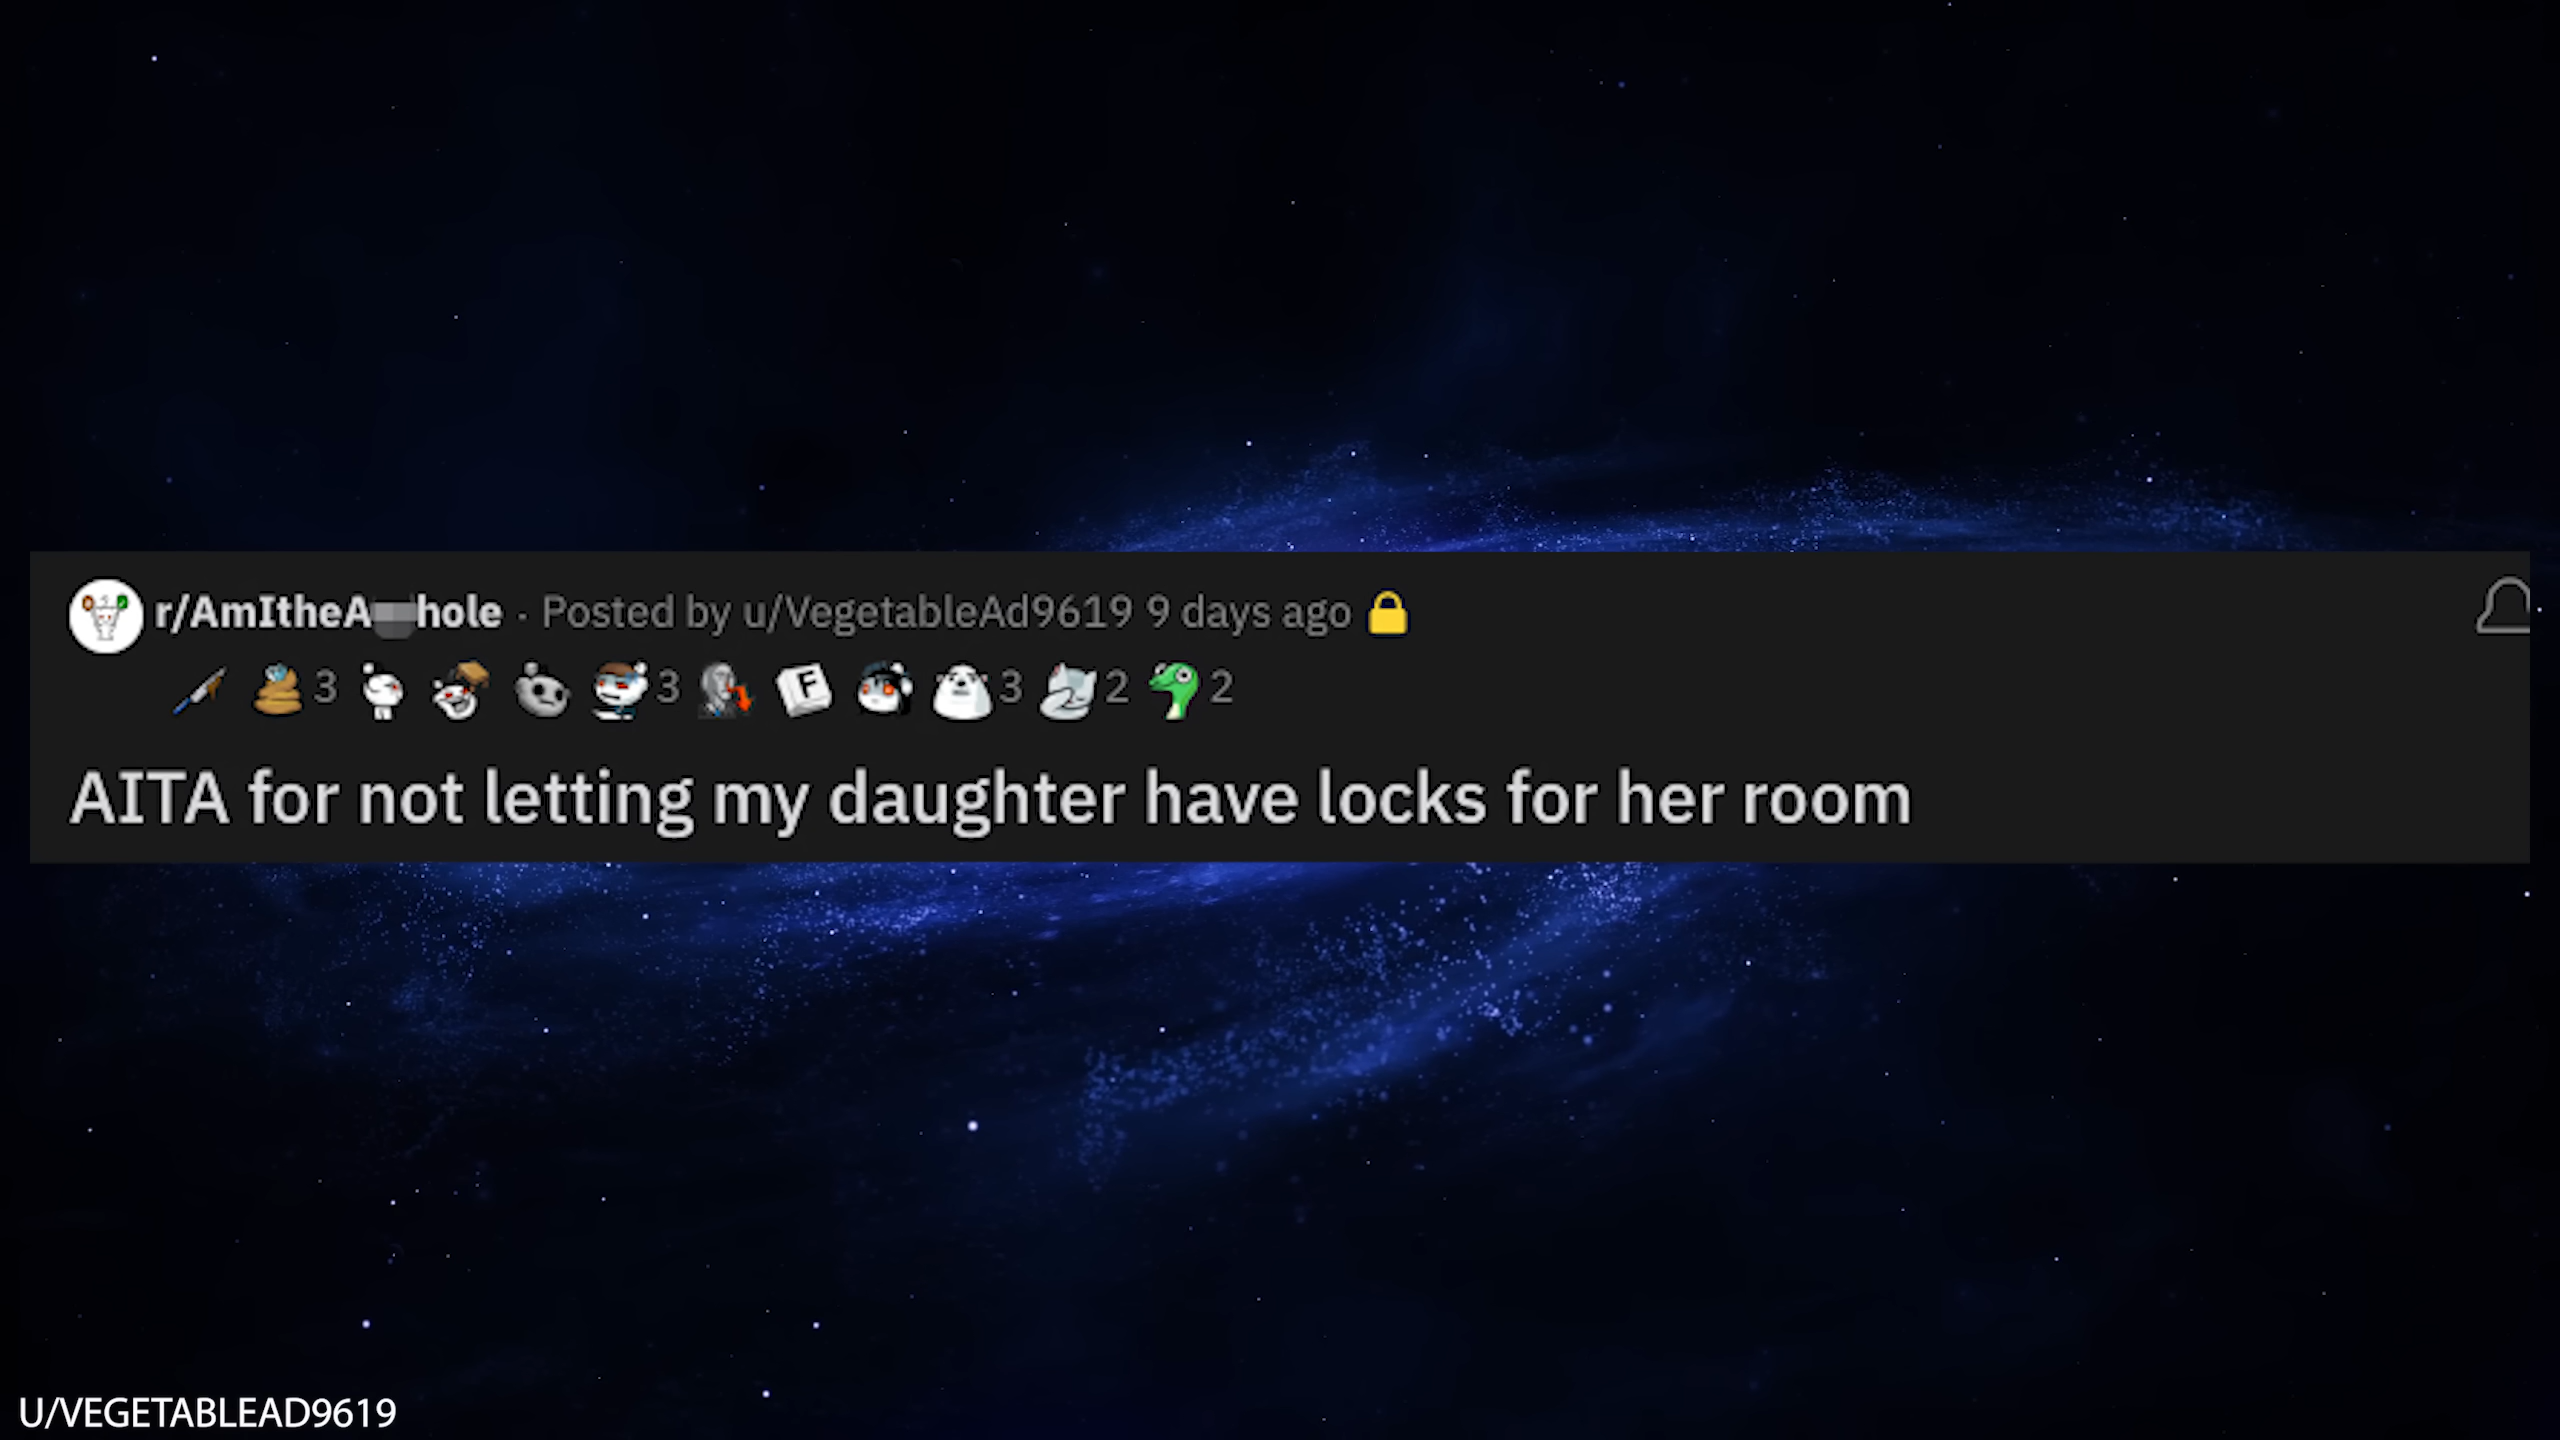 r/AmItheA hole · Posted by u/VegetableAd9619 9 days ago
3 3 F 3 2 2
AITA for not letting my daughter have locks for her room
U/VEGETABLEAD9619